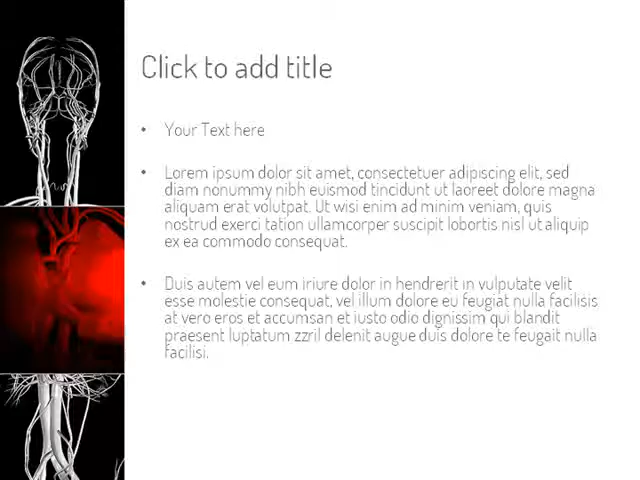 Click to add title
• Your Text here
• Lorem ipsum dolor sit amet, consectetuer adipiscing elit, sed
diam nonummy nibh euismod tincidunt ut laoreet dolore magna
aliquam erat volutpat. Ut wisi enim ad minim veniam, quis
nostrud exerci tation ullamcorper suscipit lobortis nisl ut aliquip
ex ea commodo consequat.
• Duis autem vel eum iriure dolor in hendrerit in vulputate velit
esse molestie consequat, vel illum dolore eu feugiat nulla facilisis
at vero eros et accumsan et iusto odio dignissim qui blandit
praesent luptatum zzril delenit augue duis dolore te feugait nulla
facilisi.